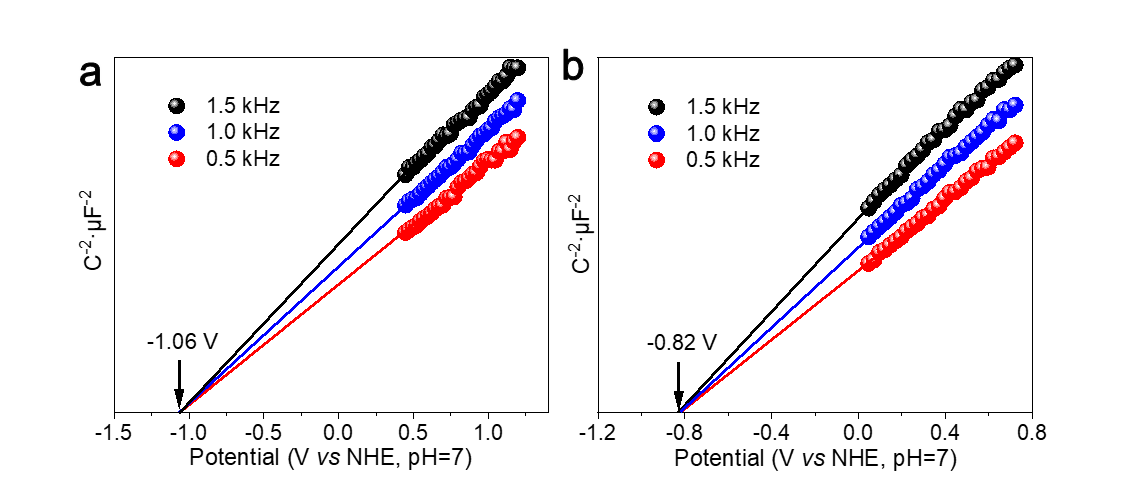 a
1.5 kHz
1.0 kHz
0.5 kHz
C⁻²·µF⁻²
-1.06 V
-1.5 -1.0 -0.5 0.0 0.5 1.0
Potential (V vs NHE, pH=7)
b
1.5 kHz
1.0 kHz
0.5 kHz
C⁻²·µF⁻²
-0.82 V
-1.2 -0.8 -0.4 0.0 0.4 0.8
Potential (V vs NHE, pH=7)